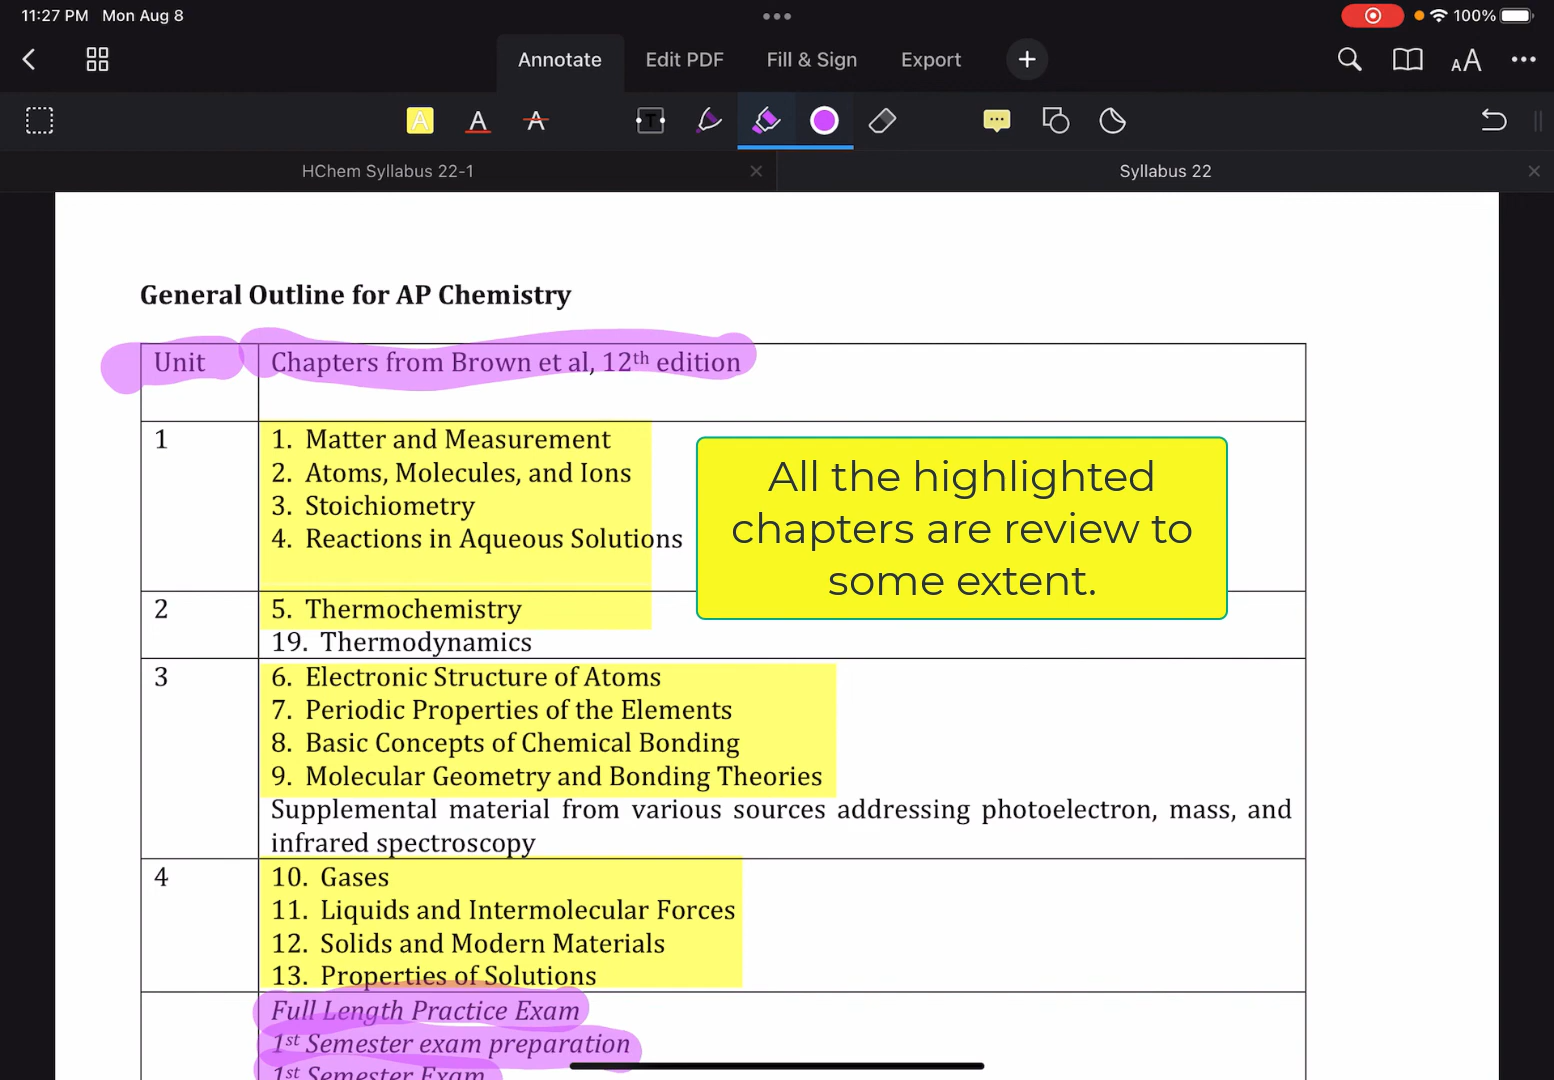 11:27 PM Mon Aug 8
100%
Annotate Edit PDF Fill & Sign Export
AA
A A A T
HChem Syllabus 22-1 Syllabus 22
General Outline for AP Chemistry
Unit Chapters from Brown et al, 12th edition
1 1. Matter and Measurement
2. Atoms, Molecules, and Ions
3. Stoichiometry
4. Reactions in Aqueous Solutions
All the highlighted
chapters are review to
some extent.
2 5. Thermochemistry
19. Thermodynamics
3 6. Electronic Structure of Atoms
7. Periodic Properties of the Elements
8. Basic Concepts of Chemical Bonding
9. Molecular Geometry and Bonding Theories
Supplemental material from various sources addressing photoelectron, mass, and
infrared spectroscopy
4 10. Gases
11. Liquids and Intermolecular Forces
12. Solids and Modern Materials
13. Properties of Solutions
Full Length Practice Exam
1st Semester exam preparation
1st Semester Exam